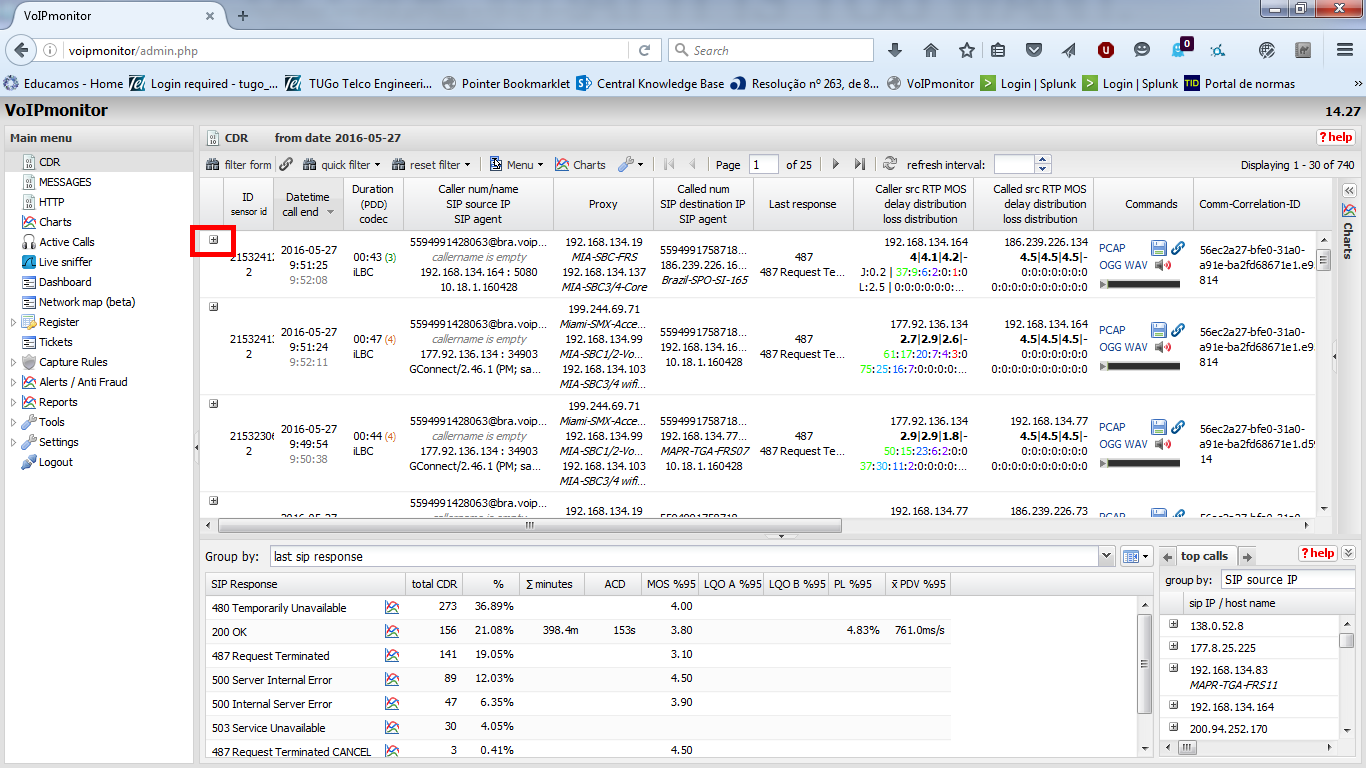 VoIPmonitor
voipmonitor/admin.php
Search
0
Educamos - Home
Login required - tugo_...
TUGo Telco Engineeri...
Pointer Bookmarklet
Central Knowledge Base
Resolução nº 263, de 8...
VoIPmonitor
Login | Splunk
Login | Splunk
TID Portal de normas
VoIPmonitor
14.27
Main menu
CDR
MESSAGES
HTTP
Charts
Active Calls
Live sniffer
Dashboard
Network map (beta)
Register
Tickets
Capture Rules
Alerts / Anti Fraud
Reports
Tools
Settings
Logout
CDR from date 2016-05-27
? help
filter form quick filter reset filter Menu Charts Page 1 of 25 refresh interval: Displaying 1 - 30 of 740
ID
sensor id
Datetime
call end
Duration
(PDD)
codec
Caller num/name
SIP source IP
SIP agent
Proxy
Called num
SIP destination IP
SIP agent
Last response
Caller src RTP MOS
delay distribution
loss distribution
Called src RTP MOS
delay distribution
loss distribution
Commands
Comm-Correlation-ID
Charts
2153241
2
2016-05-27
9:51:25
9:52:08
00:43 (3)
iLBC
5594991428063@bra.voip...
callername is empty
192.168.134.164 : 5080
10.18.1.160428
192.168.134.19
MIA-SBC-FRS
192.168.134.137
MIA-SBC3/4-Core
5594991758718...
186.239.226.16...
Brazil-SPO-SI-165
487
487 Request Te...
192.168.134.164
4|4.1|4.2|-
J:0.2 | 37:9:6:2:0:1:0
L:2.5 | 0:0:0:0:0:0:...
186.239.226.134
4.5|4.5|4.5|-
0:0:0:0:0:0:0
0:0:0:0:0:0:0:0:0:0
PCAP
OGG WAV
56ec2a27-bfe0-31a0-
a91e-ba2fd68671e1.e9
814
2153241
2
2016-05-27
9:51:24
9:52:11
00:47 (4)
iLBC
5594991428063@bra.voip...
callername is empty
177.92.136.134 : 34903
GConnect/2.46.1 (PM; sa...
199.244.69.71
Miami-SMX-Acce...
192.168.134.99
MIA-SBC1/2-Vo...
192.168.134.103
MIA-SBC3/4 wifi...
5594991758718...
192.168.134.16...
10.18.1.160428
487
487 Request Te...
177.92.136.134
2.7|2.9|2.6|-
61:17:20:7:4:3:0
75:25:16:7:0:0:0:0:...
192.168.134.164
4.5|4.5|4.5|-
0:0:0:0:0:0:0
0:0:0:0:0:0:0:0:0:0
PCAP
OGG WAV
56ec2a27-bfe0-31a0-
a91e-ba2fd68671e1.e9
814
2153230
2
2016-05-27
9:49:54
9:50:38
00:44 (4)
iLBC
5594991428063@bra.voip...
callername is empty
177.92.136.134 : 34903
GConnect/2.46.1 (PM; sa...
199.244.69.71
Miami-SMX-Acce...
192.168.134.99
MIA-SBC1/2-Vo...
192.168.134.103
MIA-SBC3/4 wifi...
5594991758718...
192.168.134.77...
MAPR-TGA-FRS07
10.18.1.160428
487
487 Request Te...
177.92.136.134
2.9|2.9|1.8|-
50:15:23:6:2:0:0
37:30:11:2:0:0:0:0:...
192.168.134.77
4.5|4.5|4.5|-
0:0:0:0:0:0:0
0:0:0:0:0:0:0:0:0:0
PCAP
OGG WAV
56ec2a27-bfe0-31a0-
a91e-ba2fd68671e1.d5
14
2016-05-27
5594991428063@bra.voip...
192.168.134.19
5594991758718...
192.168.134.77
186.239.226.73
PCAP
56ec2a27-bfe0-31a0-
Group by: last sip response
SIP Response total CDR % ∑ minutes ACD MOS %95 LQO A %95 LQO B %95 PL %95 x̄ PDV %95
480 Temporarily Unavailable 273 36.89% 4.00
200 OK 156 21.08% 398.4m 153s 3.80 4.83% 761.0ms/s
487 Request Terminated 141 19.05% 3.10
500 Server Internal Error 89 12.03% 4.50
500 Internal Server Error 47 6.35% 3.90
503 Service Unavailable 30 4.05%
487 Request Terminated CANCEL 3 0.41% 4.50
top calls
? help
group by: SIP source IP
sip IP / host name
138.0.52.8
177.8.25.225
192.168.134.83
MAPR-TGA-FRS11
192.168.134.164
200.94.252.170